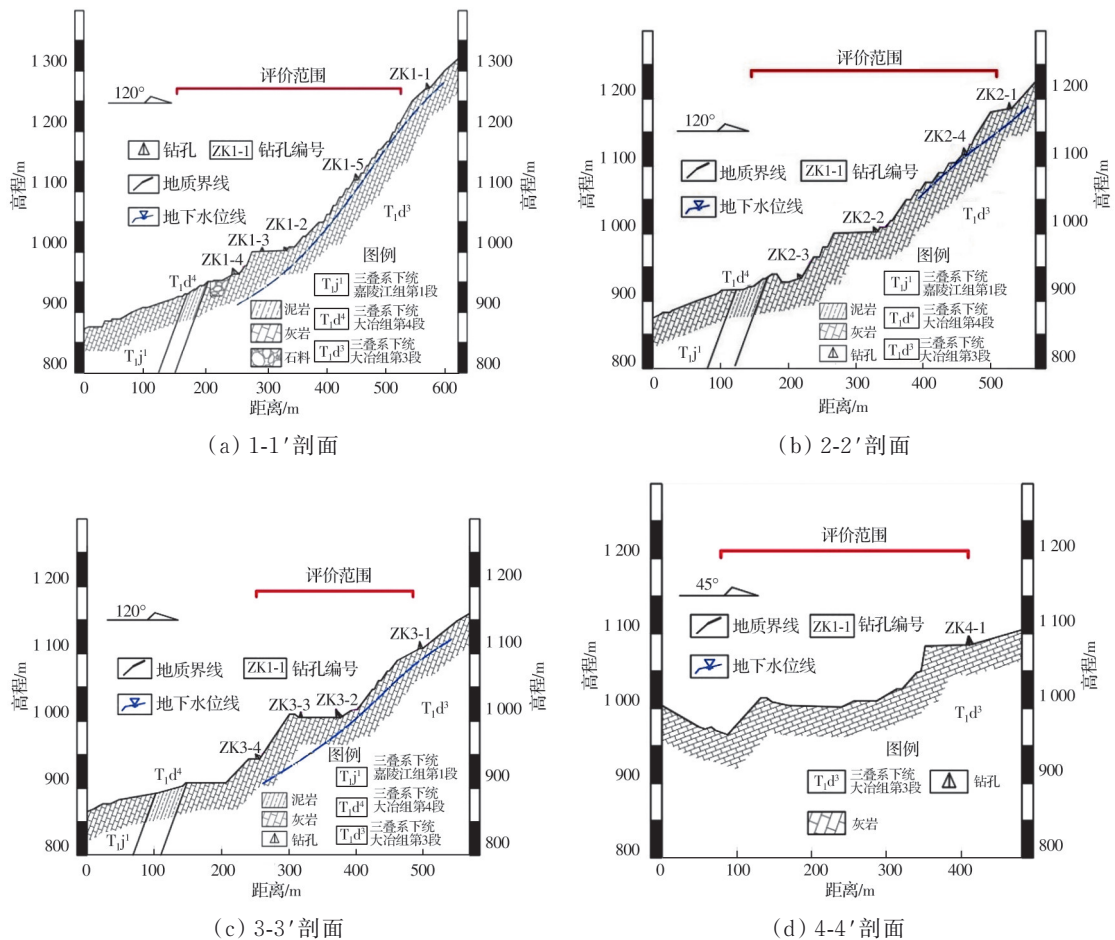 评价范围
ZK1-1
120°
钻孔
ZK1-1
钻孔编号
ZK1-5
地质界线
地下水位线
ZK1-2
ZK1-3
ZK1-4
T₁d⁴
T₁d³
T₁j¹
图例
泥岩
灰岩
石料
T₁j¹
三叠系下统
嘉陵江组第1段
T₁d⁴
三叠系下统
大冶组第4段
T₁d³
三叠系下统
大冶组第3段
高程/m
1 300
1 200
1 100
1 000
900
800
高程/m
1 300
1 200
1 100
1 000
900
800
0 100 200 300 400 500 600
距离/m
(a) 1-1′剖面
评价范围
ZK2-1
120°
ZK2-4
地质界线
ZK1-1
钻孔编号
地下水位线
ZK2-2
ZK2-3
T₁d⁴
T₁d³
T₁j¹
图例
泥岩
灰岩
钻孔
T₁j¹
三叠系下统
嘉陵江组第1段
T₁d⁴
三叠系下统
大冶组第4段
T₁d³
三叠系下统
大冶组第3段
高程/m
1 200
1 100
1 000
900
800
高程/m
1 200
1 100
1 000
900
800
0 100 200 300 400 500
距离/m
(b) 2-2′剖面
评价范围
120°
ZK3-1
地质界线
ZK1-1
钻孔编号
地下水位线
ZK3-3
ZK3-2
ZK3-4
T₁d⁴
T₁d³
T₁j¹
图例
泥岩
灰岩
钻孔
T₁j¹
三叠系下统
嘉陵江组第1段
T₁d⁴
三叠系下统
大冶组第4段
T₁d³
三叠系下统
大冶组第3段
高程/m
1 200
1 100
1 000
900
800
高程/m
1 200
1 100
1 000
900
800
0 100 200 300 400 500
距离/m
(c) 3-3′剖面
评价范围
45°
地质界线
ZK1-1
钻孔编号
ZK4-1
地下水位线
T₁d³
图例
T₁d³
三叠系下统
大冶组第3段
钻孔
灰岩
高程/m
1 200
1 100
1 000
900
800
高程/m
1 200
1 100
1 000
900
800
0 100 200 300 400
距离/m
(d) 4-4′剖面